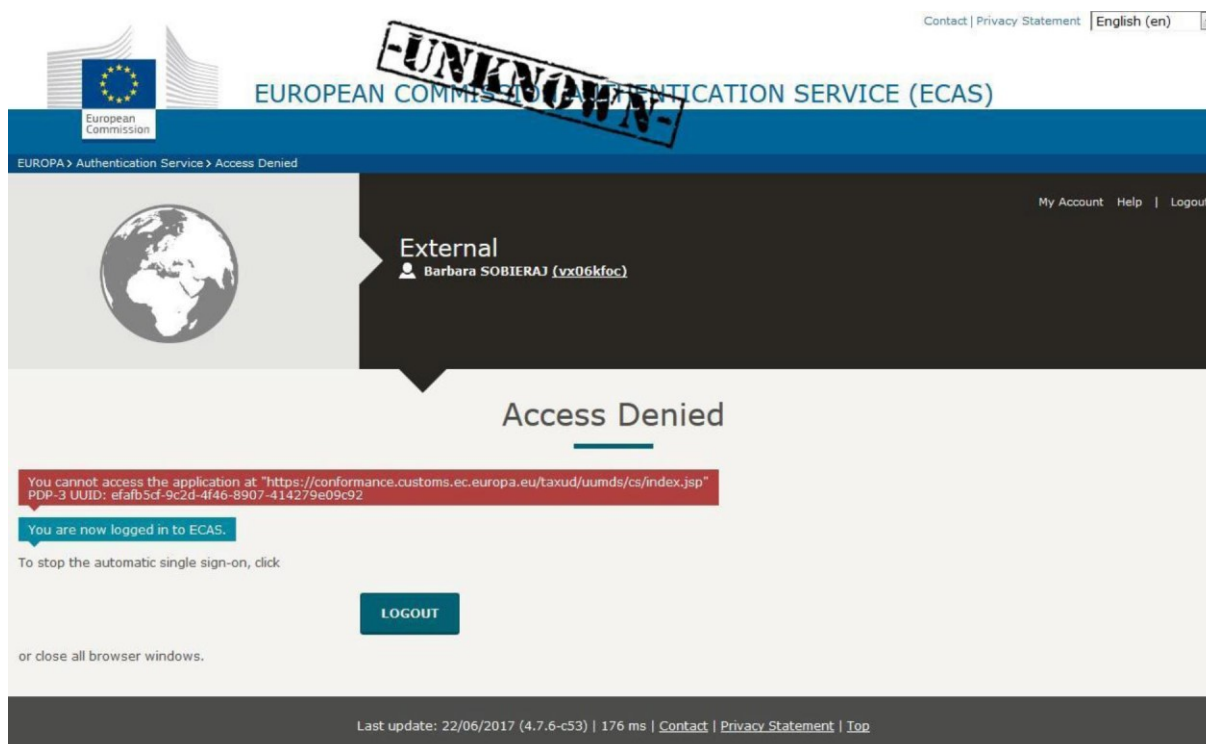 Contact | Privacy Statement English (en)
-UNKNOWN-
EUROPEAN COMMISSION AUTHENTICATION SERVICE (ECAS)
European
Commission
EUROPA > Authentication Service > Access Denied
My Account Help | Logout
External
Barbara SOBIERAJ (vx06kfoc)
Access Denied
You cannot access the application at "https://conformance.customs.ec.europa.eu/taxud/uumds/cs/index.jsp"
PDP-3 UUID: efafb5cf-9c2d-4f46-8907-414279e09c92
You are now logged in to ECAS.
To stop the automatic single sign-on, click
LOGOUT
or close all browser windows.
Last update: 22/06/2017 (4.7.6-c53) | 176 ms | Contact | Privacy Statement | Top